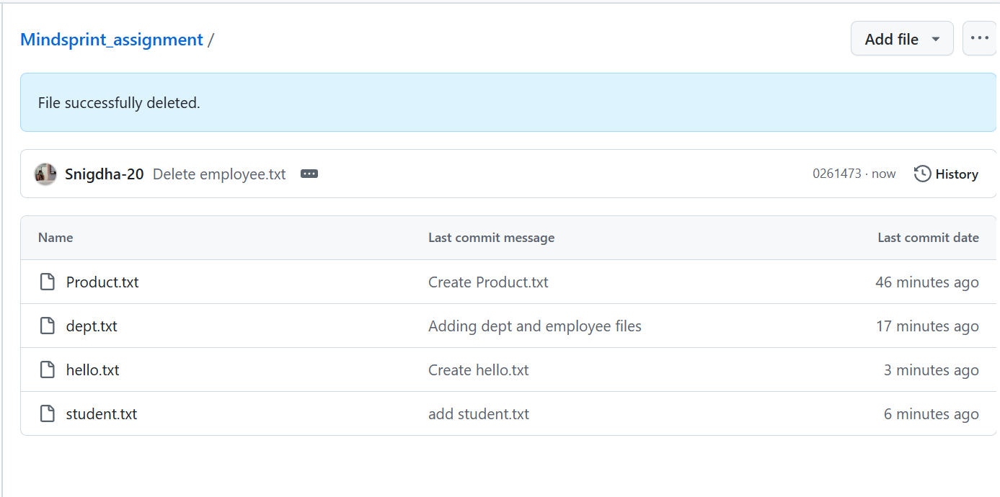 Mindsprint_assignment / Add file
File successfully deleted.
Snigdha-20 Delete employee.txt 0261473 · now History
Name Last commit message Last commit date
Product.txt Create Product.txt 46 minutes ago
dept.txt Adding dept and employee files 17 minutes ago
hello.txt Create hello.txt 3 minutes ago
student.txt add student.txt 6 minutes ago